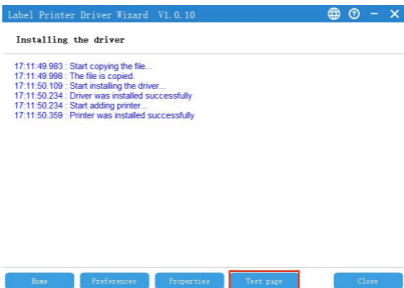 Label Printer Driver Wizard V1.0.10
Installing the driver
17:11:49.983 : Start copying the file...
17:11:49.998 : The file is copied.
17:11:50.109 : Start installing the driver...
17:11:50.234 : Driver was installed successfully
17:11:50.234 : Start adding printer...
17:11:50.359 : Printer was installed successfully
Home Preferences Properties Test page Close